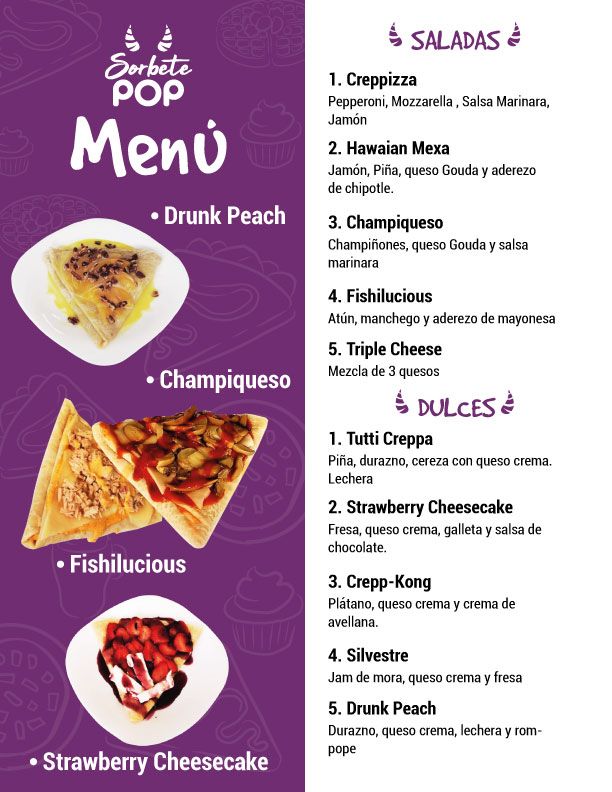 Sorbete
POP
Menú
• Drunk Peach
• Champiqueso
• Fishilucious
• Strawberry Cheesecake
SALADAS
1. Creppizza
Pepperoni, Mozzarella , Salsa Marinara,
Jamón
2. Hawaian Mexa
Jamón, Piña, queso Gouda y aderezo
de chipotle.
3. Champiqueso
Champiñones, queso Gouda y salsa
marinara
4. Fishilucious
Atún, manchego y aderezo de mayonesa
5. Triple Cheese
Mezcla de 3 quesos
DULCES
1. Tutti Creppa
Piña, durazno, cereza con queso crema.
Lechera
2. Strawberry Cheesecake
Fresa, queso crema, galleta y salsa de
chocolate.
3. Crepp-Kong
Plátano, queso crema y crema de
avellana.
4. Silvestre
Jam de mora, queso crema y fresa
5. Drunk Peach
Durazno, queso crema, lechera y rom-
pope